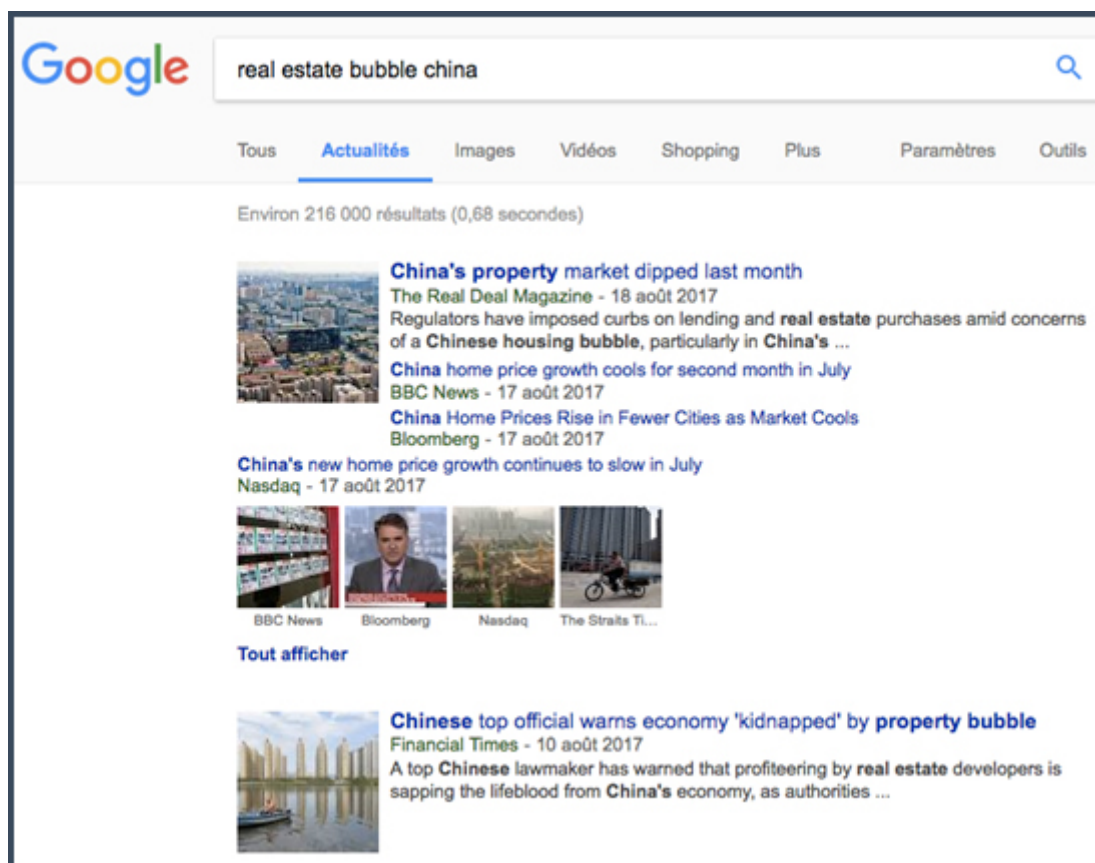 Google
real estate bubble china
Tous Actualités Images Vidéos Shopping Plus Paramètres Outils
Environ 216 000 résultats (0,68 secondes)
China's property market dipped last month
The Real Deal Magazine - 18 août 2017
Regulators have imposed curbs on lending and real estate purchases amid concerns
of a Chinese housing bubble, particularly in China's ...
China home price growth cools for second month in July
BBC News - 17 août 2017
China Home Prices Rise in Fewer Cities as Market Cools
Bloomberg - 17 août 2017
China's new home price growth continues to slow in July
Nasdaq - 17 août 2017
BBC News Bloomberg Nasdaq The Straits Ti...
Tout afficher
Chinese top official warns economy 'kidnapped' by property bubble
Financial Times - 10 août 2017
A top Chinese lawmaker has warned that profiteering by real estate developers is
sapping the lifeblood from China's economy, as authorities ...